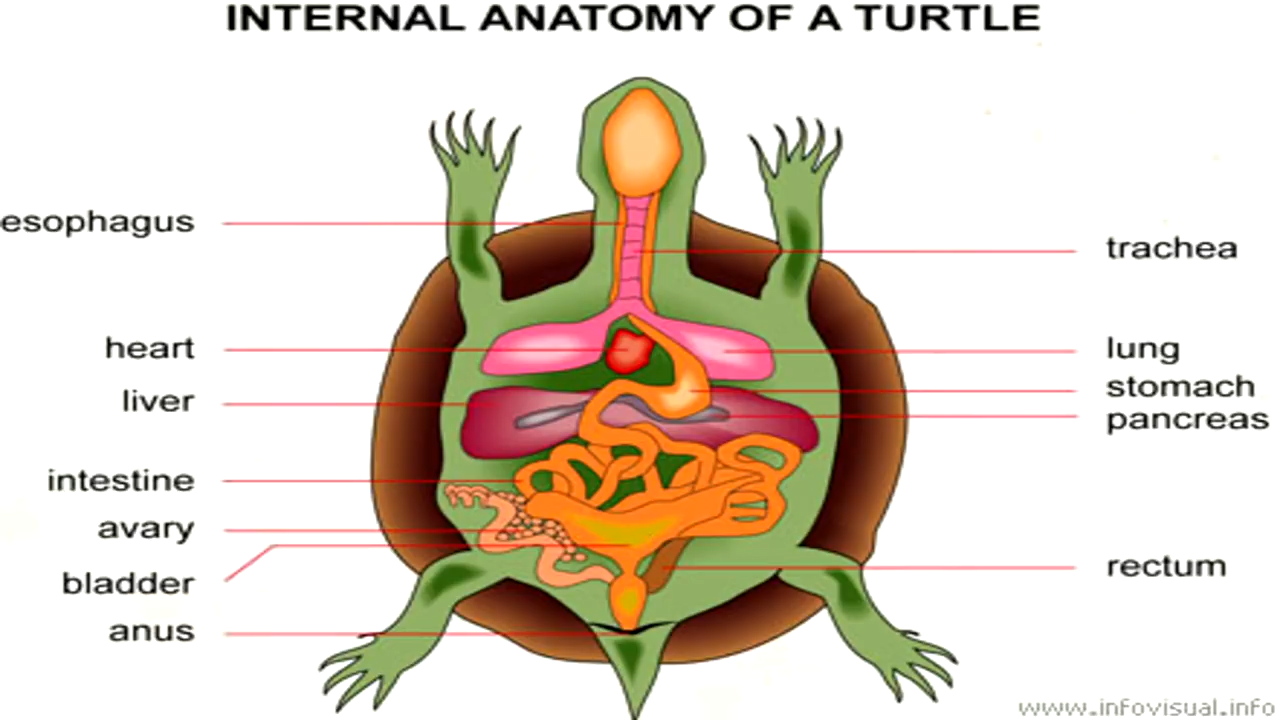 INTERNAL ANATOMY OF A TURTLE
esophagus
trachea
heart
lung
liver
stomach
pancreas
intestine
avary
bladder
rectum
anus
www.infovisual.info